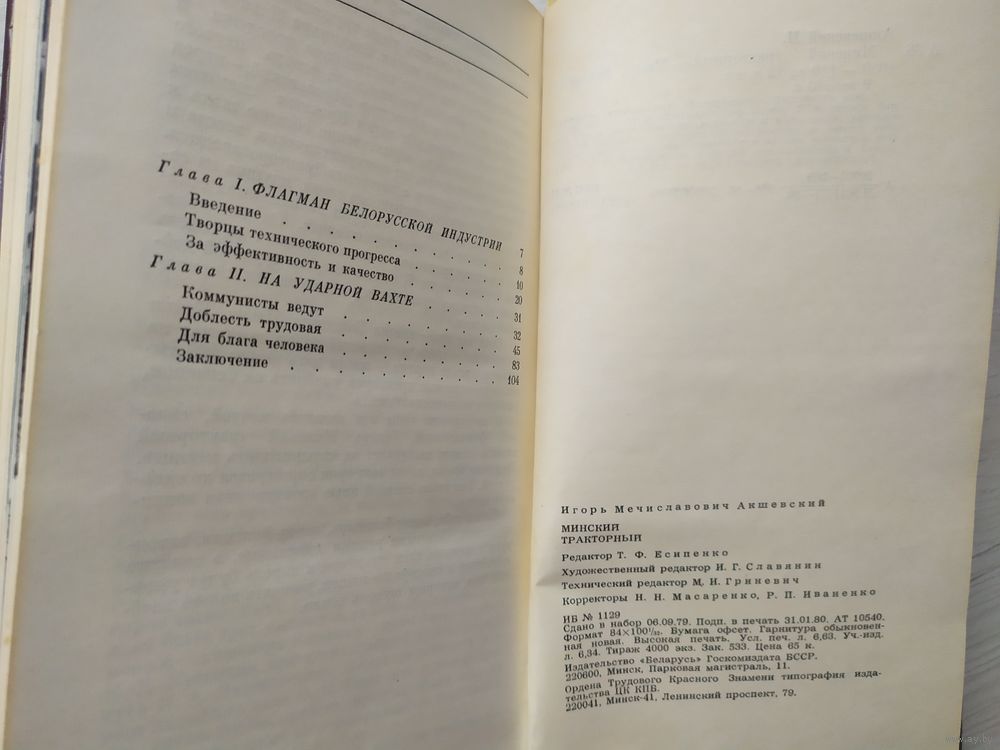 Глава I. ФЛАГМАН БЕЛОРУССКОЙ ИНДУСТРИИ 7
Введение . . . . . . . . . . . 8
Творцы технического прогресса . . . . . 10
За эффективность и качество . . . . . 20
Глава II. НА УДАРНОЙ ВАХТЕ . . . . . 31
Коммунисты ведут . . . . . . . . 32
Доблесть трудовая . . . . . . . . 45
Для блага человека . . . . . . . . 83
Заключение . . . . . . . . . . . 104
Игорь Мечиславович Акшевский
МИНСКИЙ
ТРАКТОРНЫЙ
Редактор Т. Ф. Есипенко
Художественный редактор И. Г. Славянин
Технический редактор М. И. Гриневич
Корректоры Н. Н. Масаренко, Р. П. Иваненко
ИБ № 1129
Сдано в набор 06.09.79. Подп. в печать 31.01.80. АТ 10540.
Формат 84×100¹/₃₂. Бумага офсет. Гарнитура обыкновен-
ная новая. Высокая печать. Усл. печ. л. 6,63. Уч.-изд.
л. 6,34. Тираж 4000 экз. Зак. 533. Цена 65 к.
Издательство «Беларусь» Госкомиздата БССР.
220600, Минск, Парковая магистраль, 11.
Ордена Трудового Красного Знамени типография изда-
тельства ЦК КПБ.
220041, Минск-41, Ленинский проспект, 79.
www.ay.by